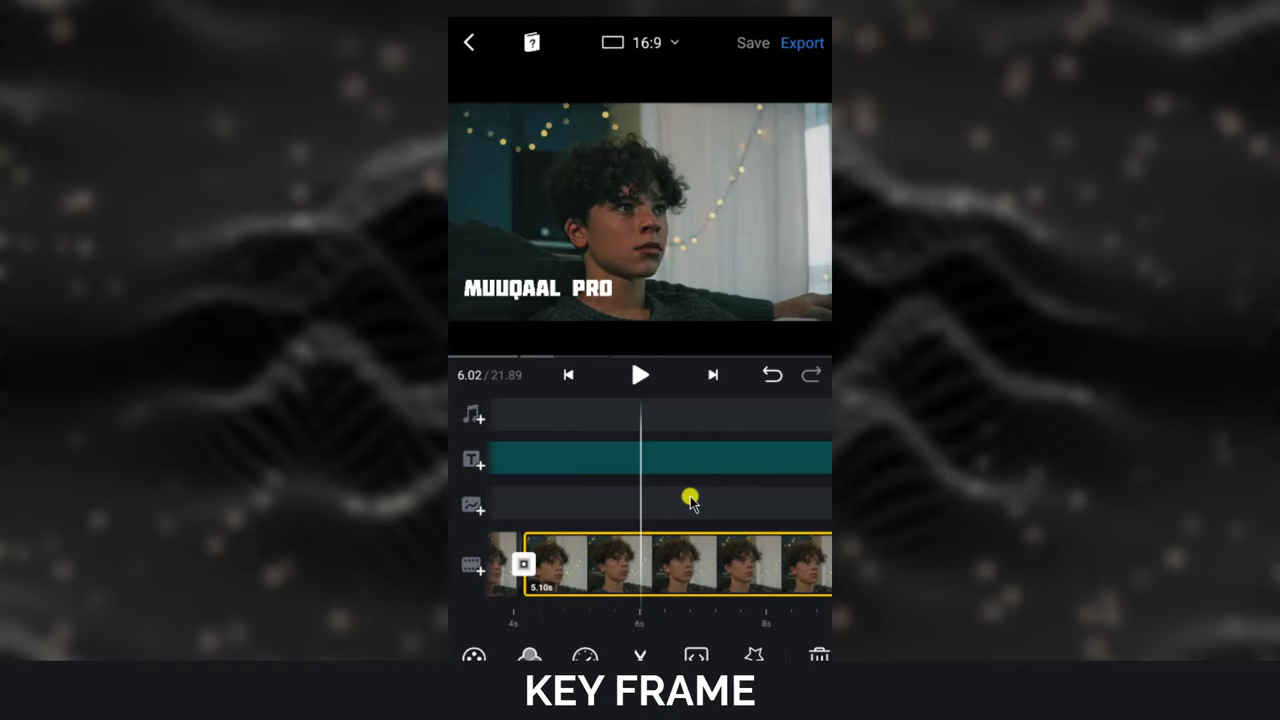 16:9
Save Export
MUUQAAL PRO
6.02 / 21.89
5.10s
4s 6s 8s
KEY FRAME